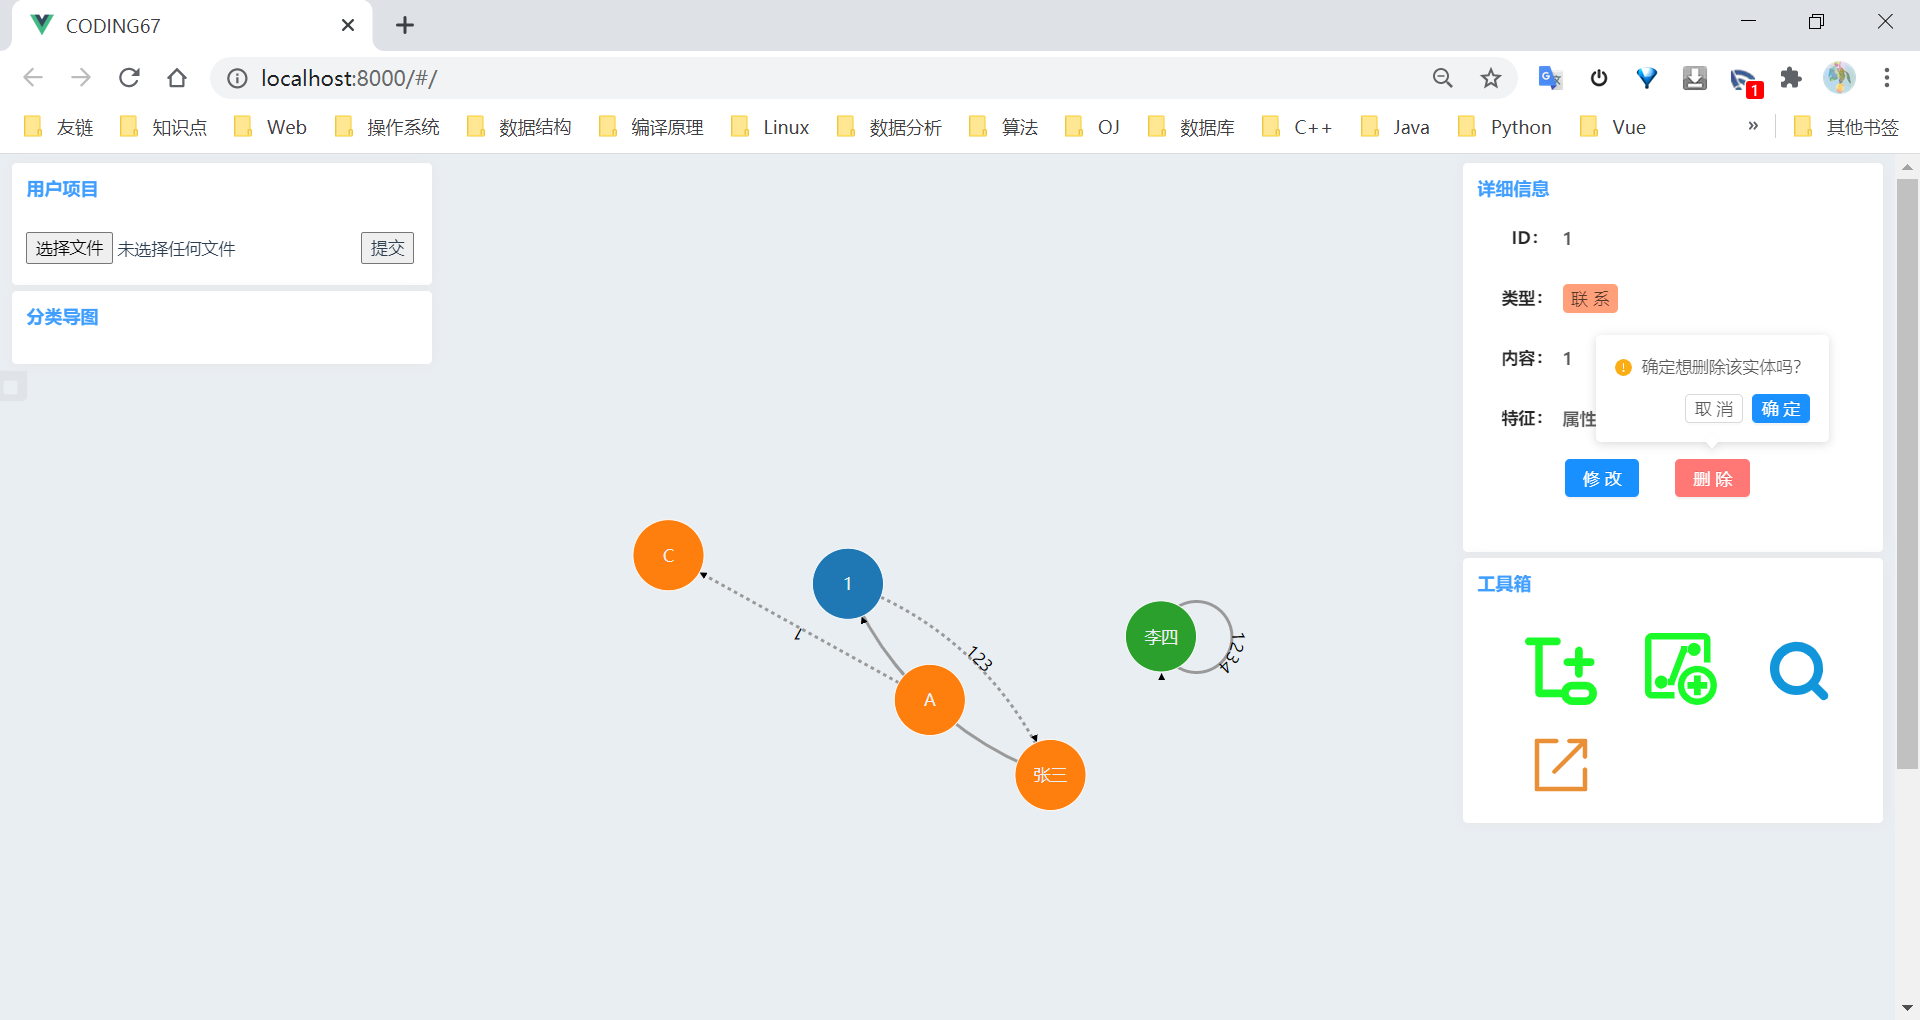 CODING67
localhost:8000/#/
1
友链 知识点 Web 操作系统 数据结构 编译原理 Linux 数据分析 算法 OJ 数据库 C++ Java Python Vue » 其他书签
用户项目
选择文件 未选择任何文件 提交
分类导图
C
1
1
123
A
张三
李四
1234
详细信息
ID： 1
类型： 联系
内容： 1
确定想删除该实体吗？
取消 确定
特征： 属性
修改 删除
工具箱